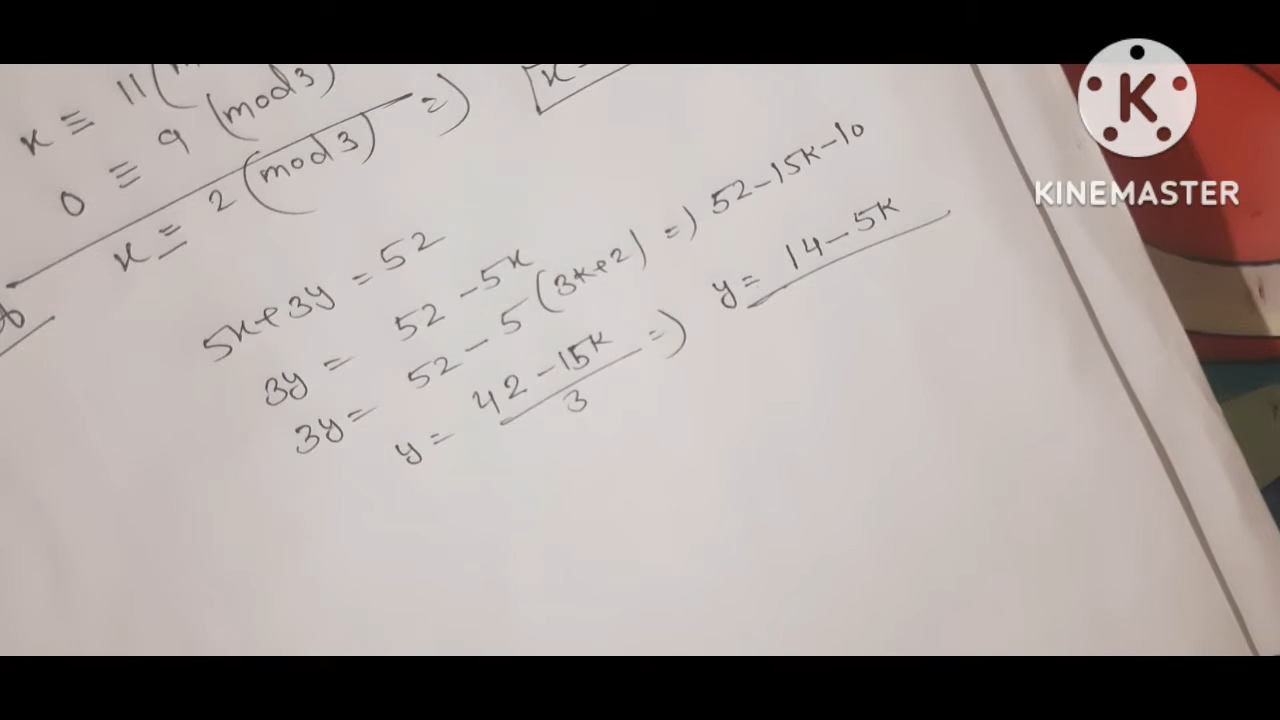 x ≡ 11 (
0 ≡ 9 (mod 3)
x ≡ 2 (mod 3) =)
5x+3y = 52
3y = 52 - 5x
3y = 52 - 5 (3k+2) =) 52-15k-10
y = 42 - 15k / 3 =) y = 14 - 5k
K
KINEMASTER